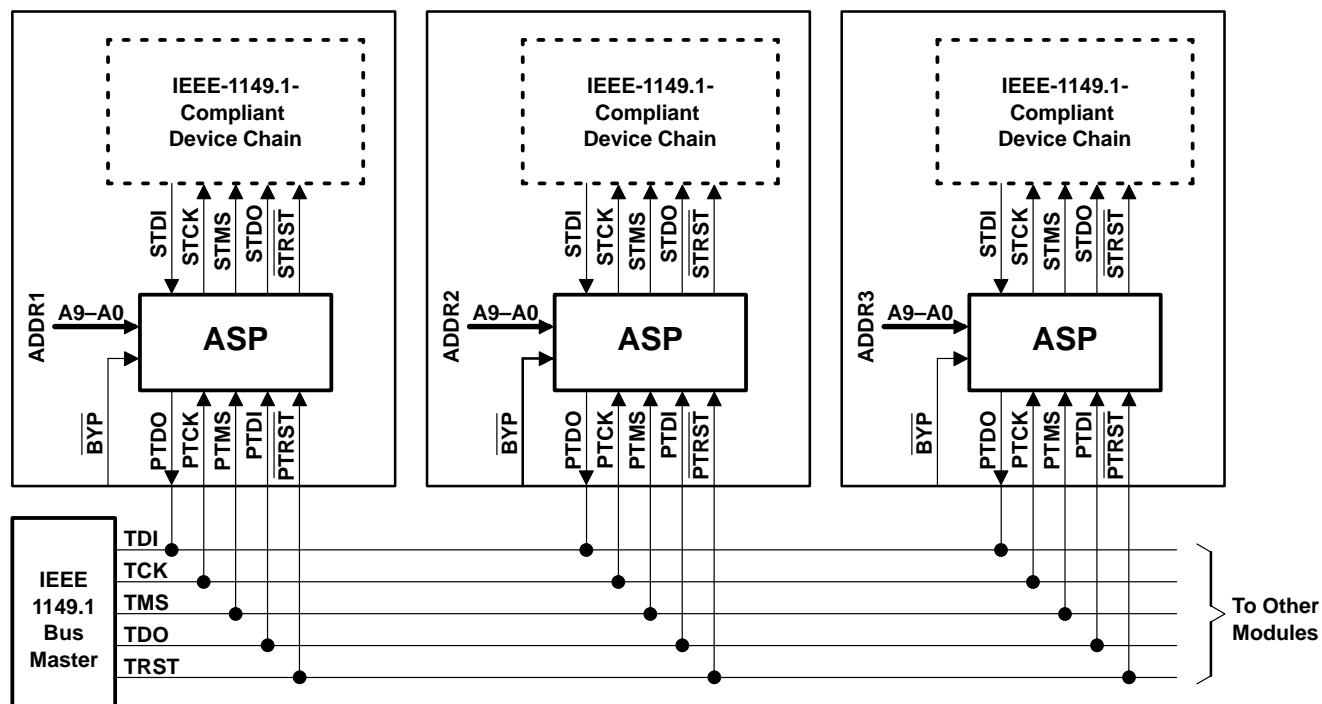 IEEE-1149.1-
Compliant
Device Chain
STDI
STCK
STMS
STDO
STRST
ADDR1
A9–A0
ASP
BYP
PTDO
PTCK
PTMS
PTDI
PTRST
IEEE-1149.1-
Compliant
Device Chain
STDI
STCK
STMS
STDO
STRST
ADDR2
A9–A0
ASP
BYP
PTDO
PTCK
PTMS
PTDI
PTRST
IEEE-1149.1-
Compliant
Device Chain
STDI
STCK
STMS
STDO
STRST
ADDR3
A9–A0
ASP
BYP
PTDO
PTCK
PTMS
PTDI
PTRST
IEEE
1149.1
Bus
Master
TDI
TCK
TMS
TDO
TRST
To Other
Modules